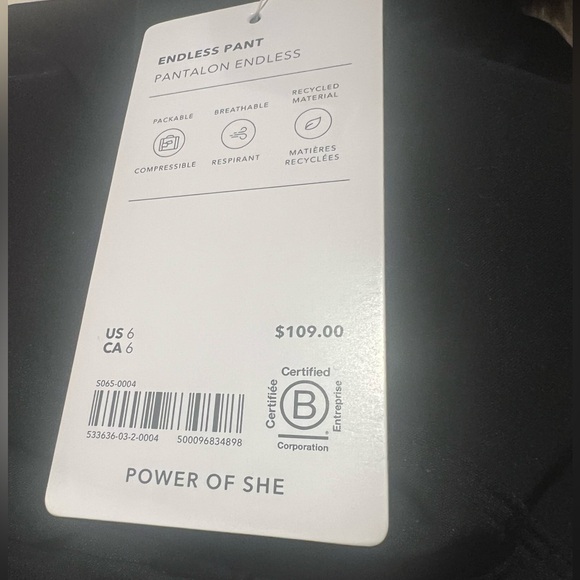 ENDLESS PANT
PANTALON ENDLESS
PACKABLE
BREATHABLE
RECYCLED
MATERIAL
COMPRESSIBLE
RESPIRANT
MATIÈRES
RECYCLÉES
US 6
CA 6
$109.00
S065-0004
533636-03-2-0004 500096834898
Certified
Certifiée
B
Entreprise
®
Corporation
POWER OF SHE